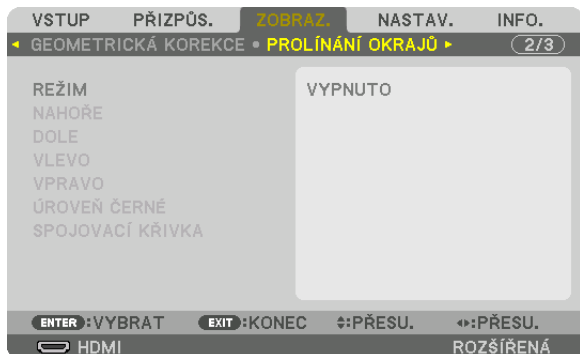 VSTUP PŘIZPŮS. ZOBRAZ. NASTAV. INFO.
◂ GEOMETRICKÁ KOREKCE • PROLÍNÁNÍ OKRAJŮ ▸ 2/3
REŽIM VYPNUTO
NAHOŘE
DOLE
VLEVO
VPRAVO
ÚROVEŇ ČERNÉ
SPOJOVACÍ KŘIVKA
ENTER:VYBRAT EXIT:KONEC ◆:PŘESU. ◂▸:PŘESU.
HDMI ROZŠÍŘENÁ